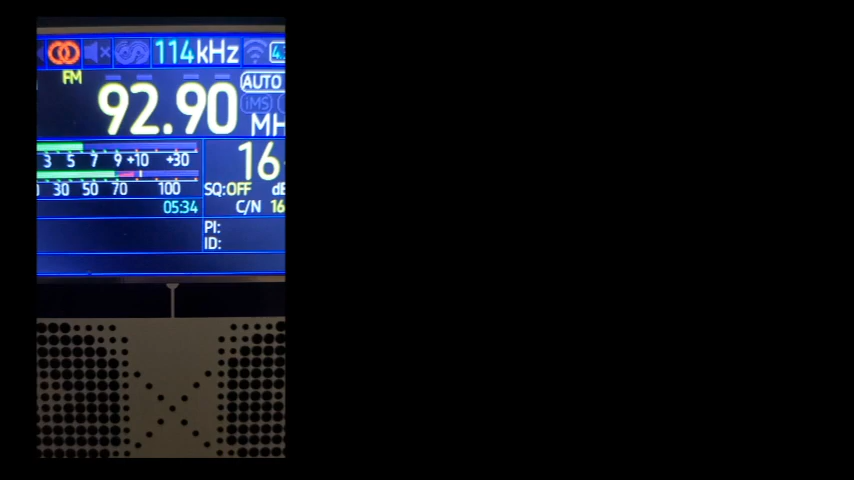 114kHz
FM
AUTO
92.90
iMS
MH
3 5 7 9 +10 +30
16
30 50 70 100
SQ:OFF
05:34
C/N 16
PI:
ID: